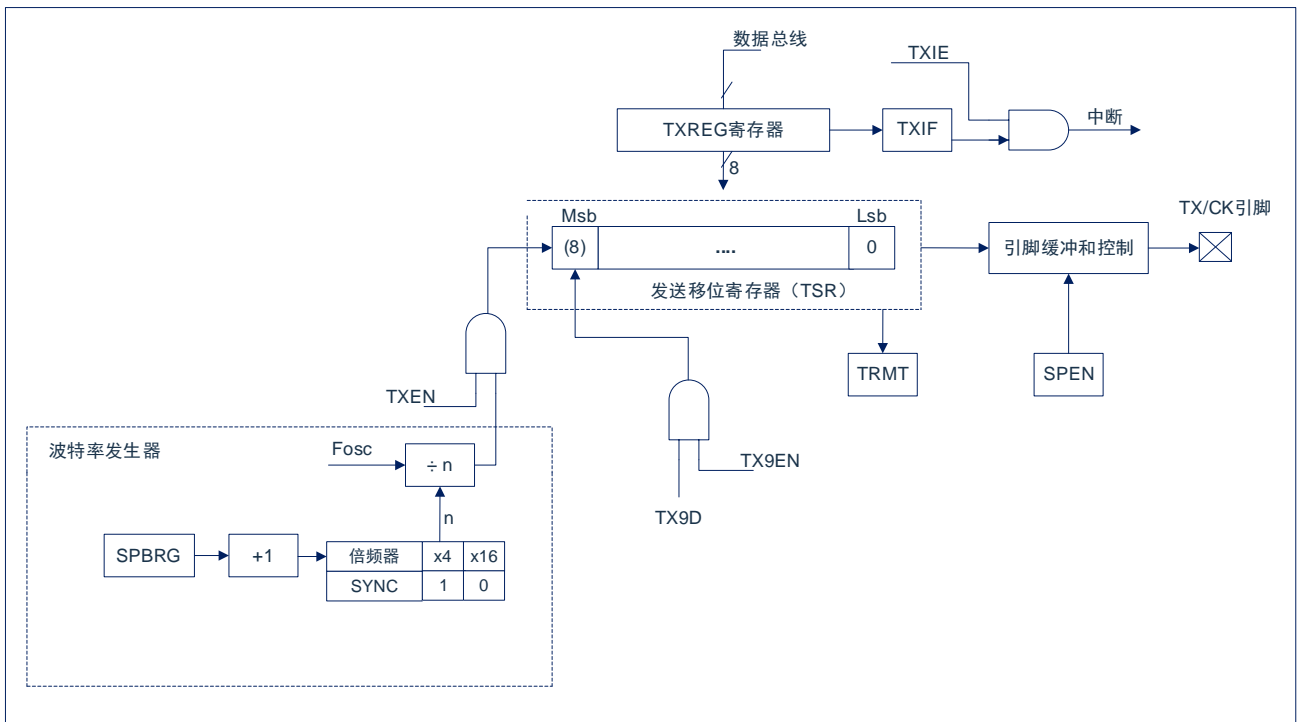 数据总线
TXIE
TXREG寄存器
TXIF
中断
8
Msb
Lsb
TX/CK引脚
(8)
....
0
引脚缓冲和控制
发送移位寄存器（TSR）
TRMT
SPEN
TXEN
波特率发生器
Fosc
÷ n
TX9EN
TX9D
n
SPBRG
+1
倍频器 x4 x16
SYNC 1 0